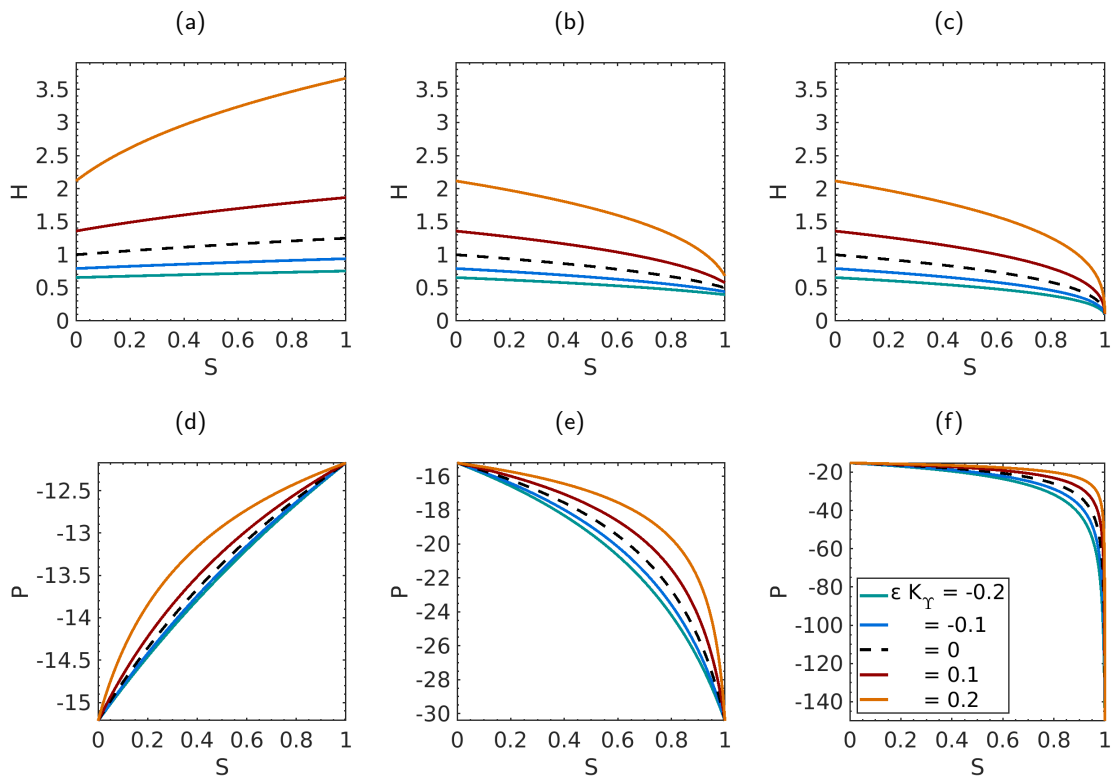 (a)
(b)
(c)
3.5
3
2.5
2
1.5
1
0.5
0
H
0 0.2 0.4 0.6 0.8 1
S
3.5
3
2.5
2
1.5
1
0.5
0
H
0 0.2 0.4 0.6 0.8 1
S
3.5
3
2.5
2
1.5
1
0.5
0
H
0 0.2 0.4 0.6 0.8 1
S
(d)
(e)
(f)
-12.5
-13
-13.5
-14
-14.5
-15
P
0 0.2 0.4 0.6 0.8 1
S
-16
-18
-20
-22
-24
-26
-28
-30
P
0 0.2 0.4 0.6 0.8 1
S
-20
-40
-60
-80
-100
-120
-140
P
0 0.2 0.4 0.6 0.8 1
S
ε K_ϒ = -0.2
= -0.1
= 0
= 0.1
= 0.2